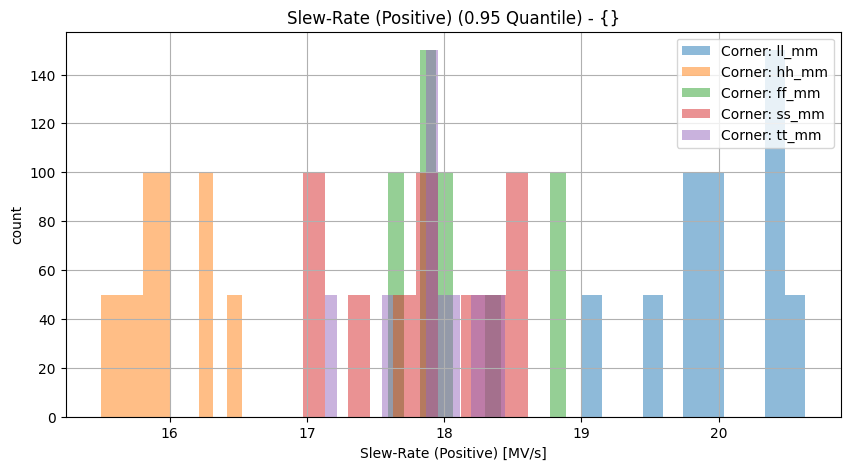 Slew-Rate (Positive) (0.95 Quantile) - {}
140
120
100
80
60
40
20
0
count
Corner: ll_mm
Corner: hh_mm
Corner: ff_mm
Corner: ss_mm
Corner: tt_mm
16 17 18 19 20
Slew-Rate (Positive) [MV/s]